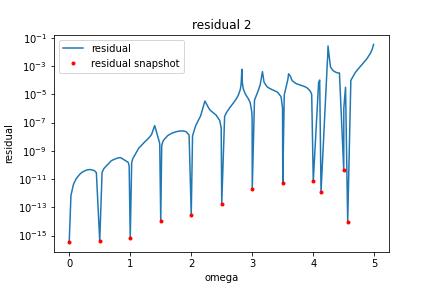 residual 2
residual
residual snapshot
10⁻¹
10⁻³
10⁻⁵
10⁻⁷
10⁻⁹
10⁻¹¹
10⁻¹³
10⁻¹⁵
residual
0 1 2 3 4 5
omega